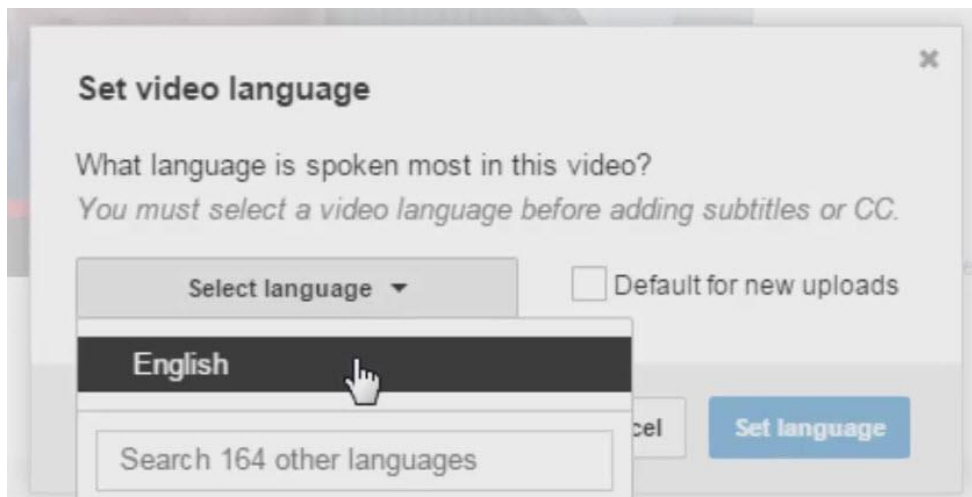 Set video language
What language is spoken most in this video?
You must select a video language before adding subtitles or CC.
Select language
Default for new uploads
English
Set language
Search 164 other languages